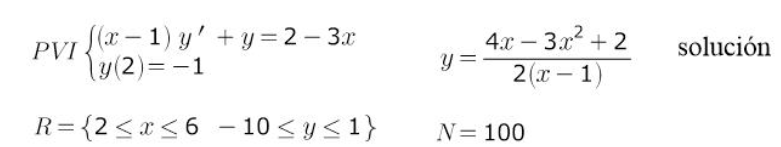 PVI {(x − 1) y ′ + y = 2 − 3x
y(2) = −1
y = (4x − 3x² + 2) / (2(x − 1)) solución
R = {2 ≤ x ≤ 6 − 10 ≤ y ≤ 1} N = 100